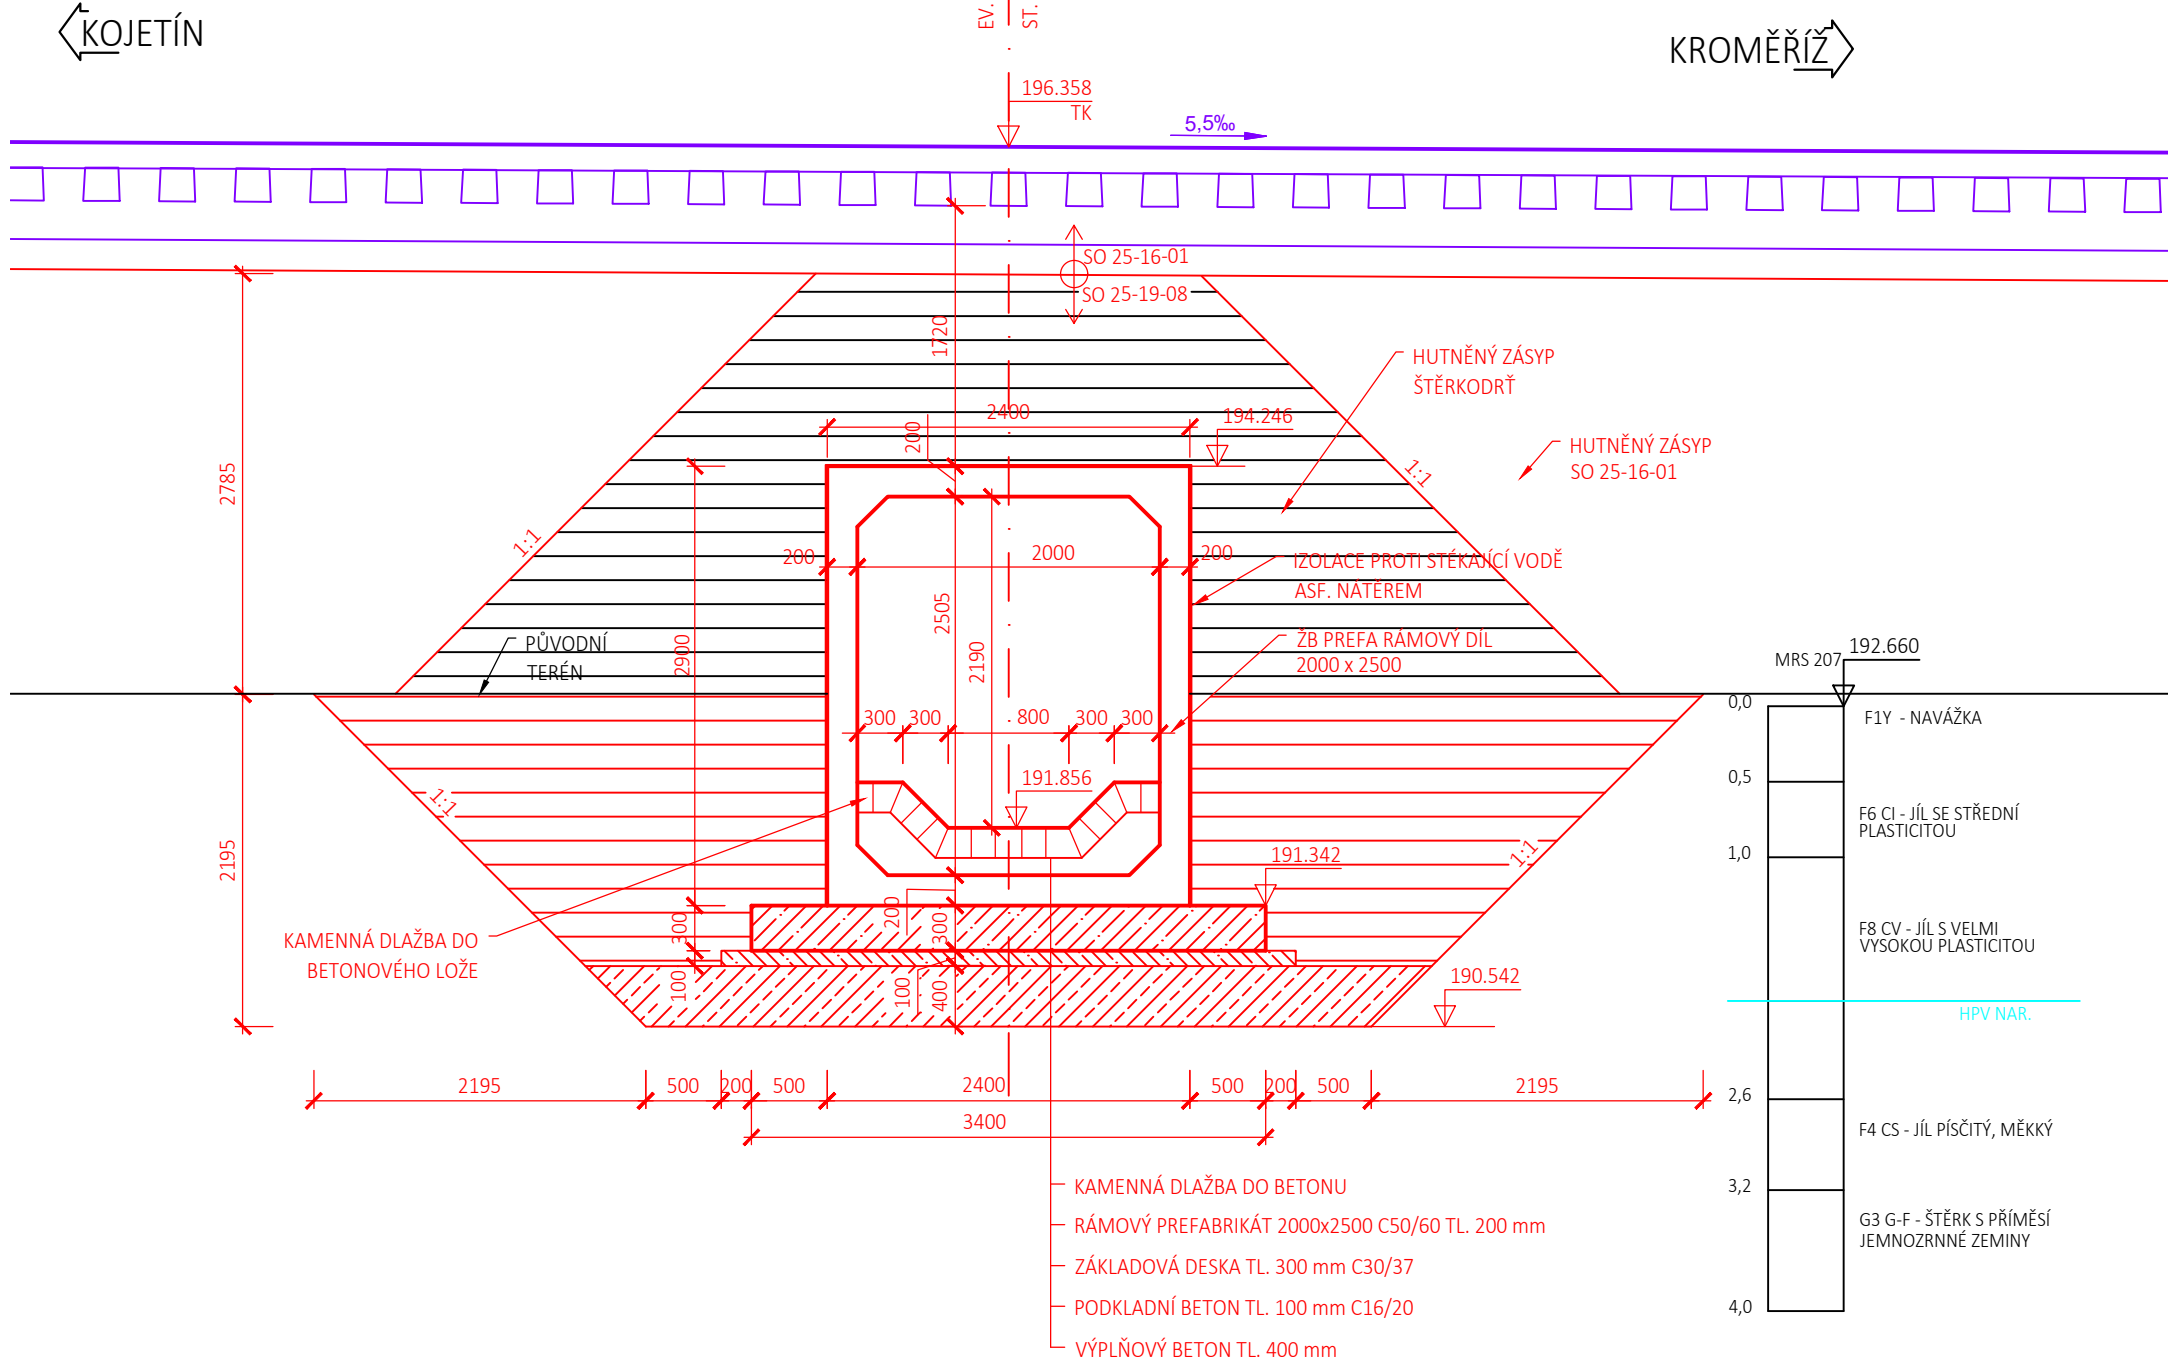 KOJETÍN
EV.
ST.
KROMĚŘÍŽ
196.358
TK
5,5‰
SO 25-16-01
SO 25-19-08
1720
HUTNĚNÝ ZÁSYP
ŠTĚRKODRŤ
2400
200
194.246
HUTNĚNÝ ZÁSYP
SO 25-16-01
1:1
2785
1:1
200
2000
200
IZOLACE PROTI STÉKAJÍCÍ VODĚ
ASF. NÁTĚREM
2505
2190
2900
PŮVODNÍ
TERÉN
ŽB PREFA RÁMOVÝ DÍL
2000 x 2500
MRS 207
192.660
0,0
F1Y - NAVÁŽKA
300
300
800
300
300
191.856
0,5
F6 CI - JÍL SE STŘEDNÍ
PLASTICITOU
1:1
2195
191.342
1:1
1,0
200
300
300
F8 CV - JÍL S VELMI
VYSOKOU PLASTICITOU
KAMENNÁ DLAŽBA DO
BETONOVÉHO LOŽE
100
100
400
190.542
HPV NAR.
2195
500
200
500
2400
500
200
500
2195
2,6
3400
F4 CS - JÍL PÍSČITÝ, MĚKKÝ
3,2
KAMENNÁ DLAŽBA DO BETONU
RÁMOVÝ PREFABRIKÁT 2000x2500 C50/60 TL. 200 mm
G3 G-F - ŠTĚRK S PŘÍMĚSÍ
JEMNOZRNNÉ ZEMINY
ZÁKLADOVÁ DESKA TL. 300 mm C30/37
PODKLADNÍ BETON TL. 100 mm C16/20
4,0
VÝPLŇOVÝ BETON TL. 400 mm